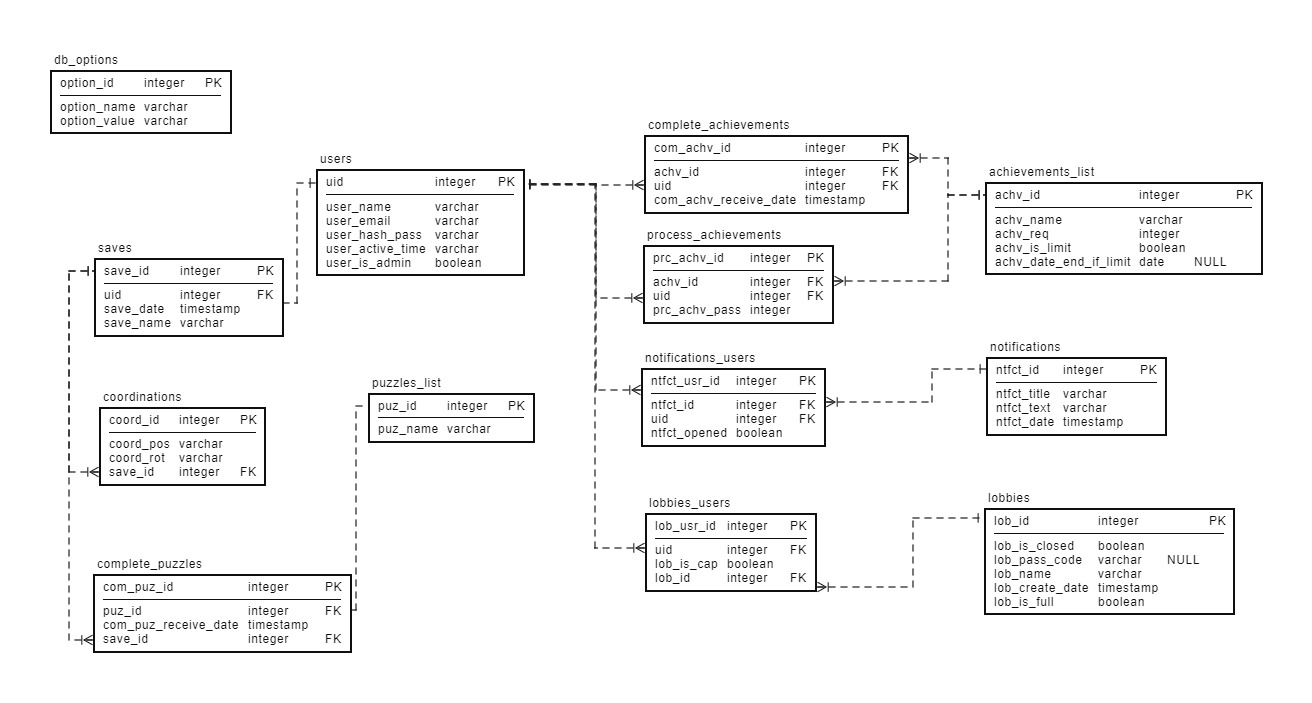 db_options
option_id integer PK
option_name varchar
option_value varchar
users
uid integer PK
user_name varchar
user_email varchar
user_hash_pass varchar
user_active_time varchar
user_is_admin boolean
saves
save_id integer PK
uid integer FK
save_date timestamp
save_name varchar
coordinations
coord_id integer PK
coord_pos varchar
coord_rot varchar
save_id integer FK
puzzles_list
puz_id integer PK
puz_name varchar
complete_puzzles
com_puz_id integer PK
puz_id integer FK
com_puz_receive_date timestamp
save_id integer FK
complete_achievements
com_achv_id integer PK
achv_id integer FK
uid integer FK
com_achv_receive_date timestamp
process_achievements
prc_achv_id integer PK
achv_id integer FK
uid integer FK
prc_achv_pass integer
notifications_users
ntfct_usr_id integer PK
ntfct_id integer FK
uid integer FK
ntfct_opened boolean
lobbies_users
lob_usr_id integer PK
uid integer FK
lob_is_cap boolean
lob_id integer FK
achievements_list
achv_id integer PK
achv_name varchar
achv_req integer
achv_is_limit boolean
achv_date_end_if_limit date NULL
notifications
ntfct_id integer PK
ntfct_title varchar
ntfct_text varchar
ntfct_date timestamp
lobbies
lob_id integer PK
lob_is_closed boolean
lob_pass_code varchar NULL
lob_name varchar
lob_create_date timestamp
lob_is_full boolean